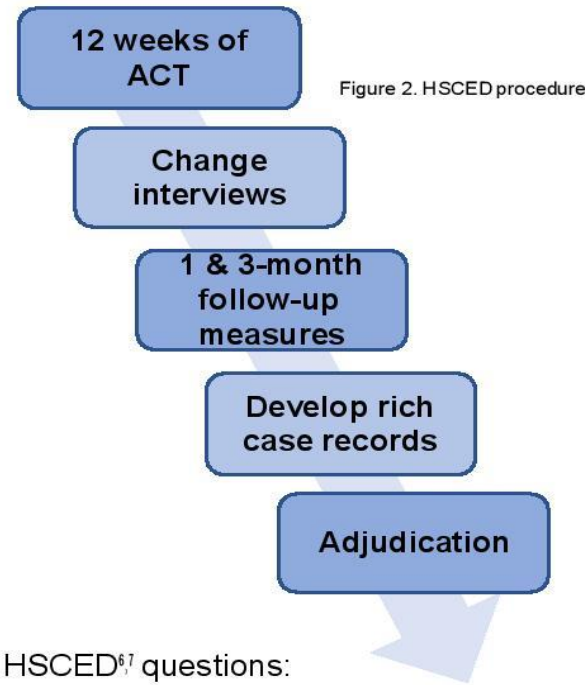 12 weeks of
ACT
Figure 2. HSCED procedure
Change
interviews
1 & 3-month
follow-up
measures
Develop rich
case records
Adjudication
HSCED6,7 questions: